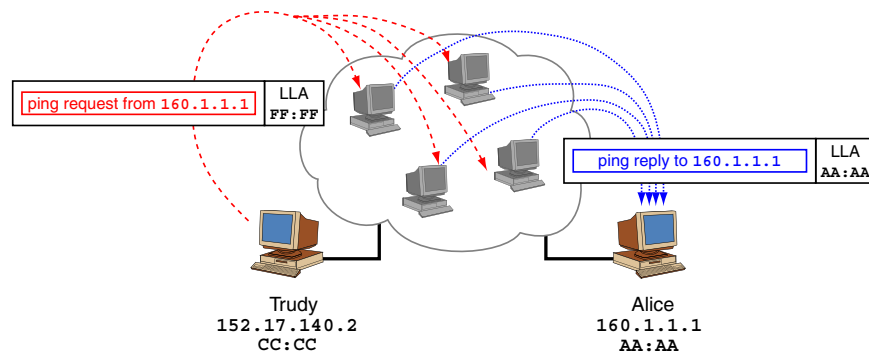 ping request from 160.1.1.1
LLA
FF:FF
ping reply to 160.1.1.1
LLA
AA:AA
Trudy
152.17.140.2
CC:CC
Alice
160.1.1.1
AA:AA